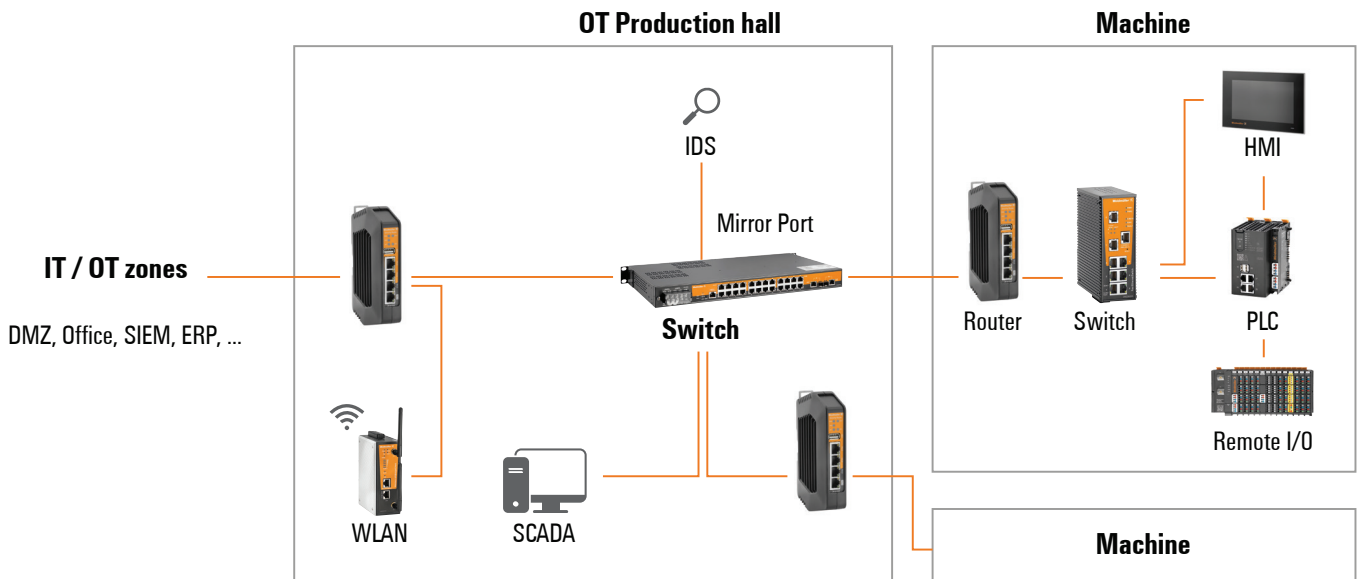 OT Production hall
Machine
IDS
HMI
Mirror Port
IT / OT zones
DMZ, Office, SIEM, ERP, ...
Switch
Router
Switch
PLC
Remote I/O
WLAN
SCADA
Machine